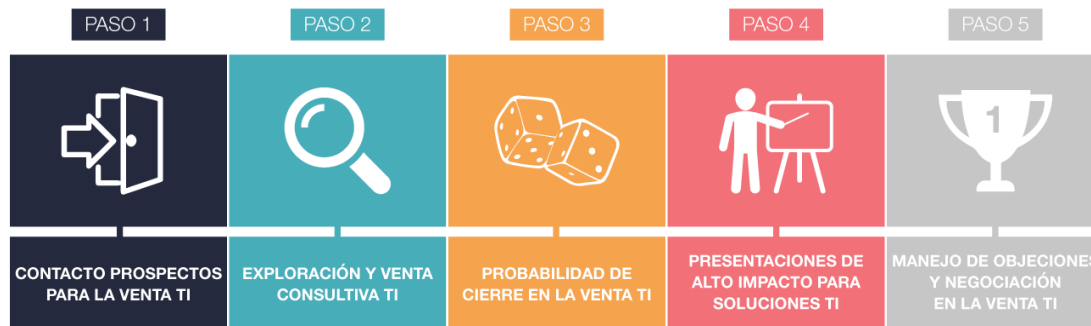 PASO 1
PASO 2
PASO 3
PASO 4
PASO 5
1
CONTACTO PROSPECTOS
PARA LA VENTA TI
EXPLORACIÓN Y VENTA
CONSULTIVA TI
PROBABILIDAD DE
CIERRE EN LA VENTA TI
PRESENTACIONES DE
ALTO IMPACTO PARA
SOLUCIONES TI
MANEJO DE OBJECIONES
Y NEGOCIACIÓN
EN LA VENTA TI